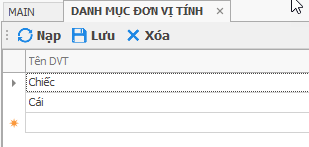 MAIN DANH MỤC ĐƠN VỊ TÍNH
Nạp Lưu Xóa
Tên DVT
Chiếc
Cái